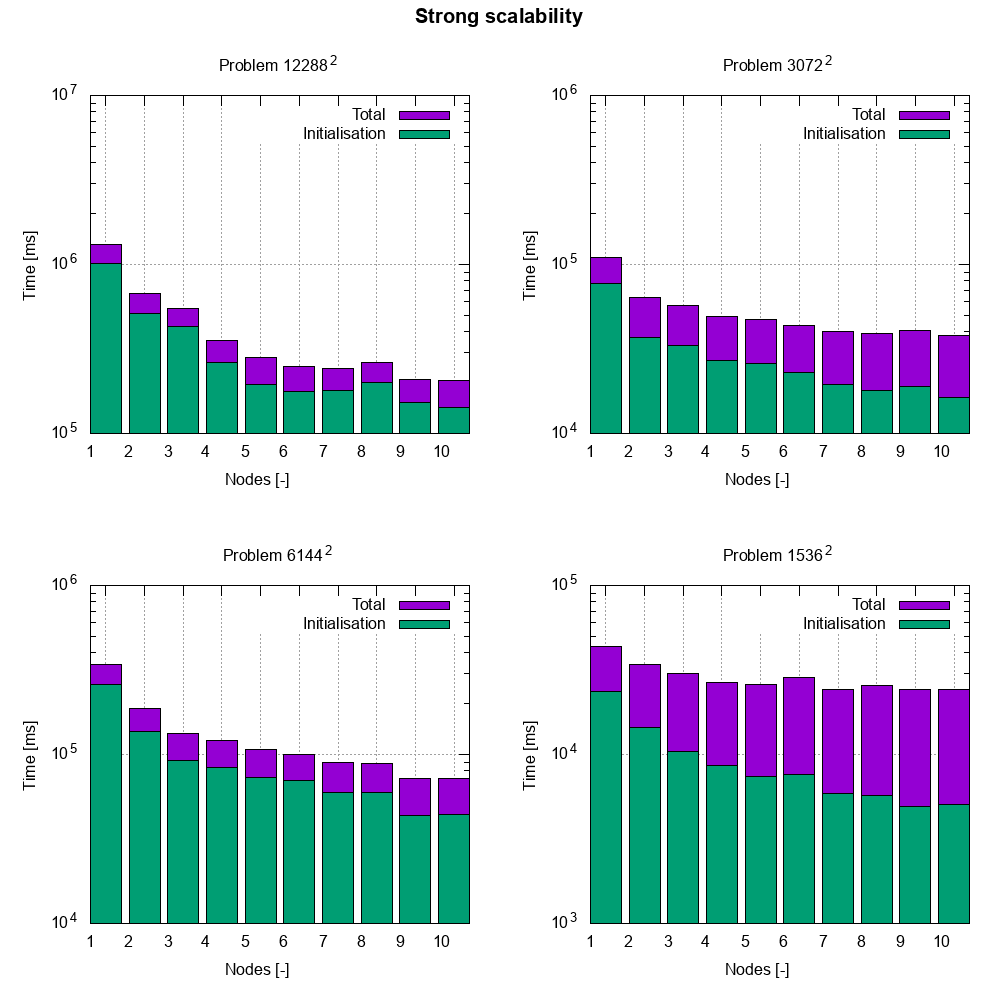 Strong scalability
Problem 12288²
10⁷
Total
Initialisation
10⁶
10⁵
Time [ms]
1 2 3 4 5 6 7 8 9 10
Nodes [-]
Problem 3072²
10⁶
Total
Initialisation
10⁵
10⁴
Time [ms]
1 2 3 4 5 6 7 8 9 10
Nodes [-]
Problem 6144²
10⁶
Total
Initialisation
10⁵
10⁴
Time [ms]
1 2 3 4 5 6 7 8 9 10
Nodes [-]
Problem 1536²
10⁵
Total
Initialisation
10⁴
10³
Time [ms]
1 2 3 4 5 6 7 8 9 10
Nodes [-]